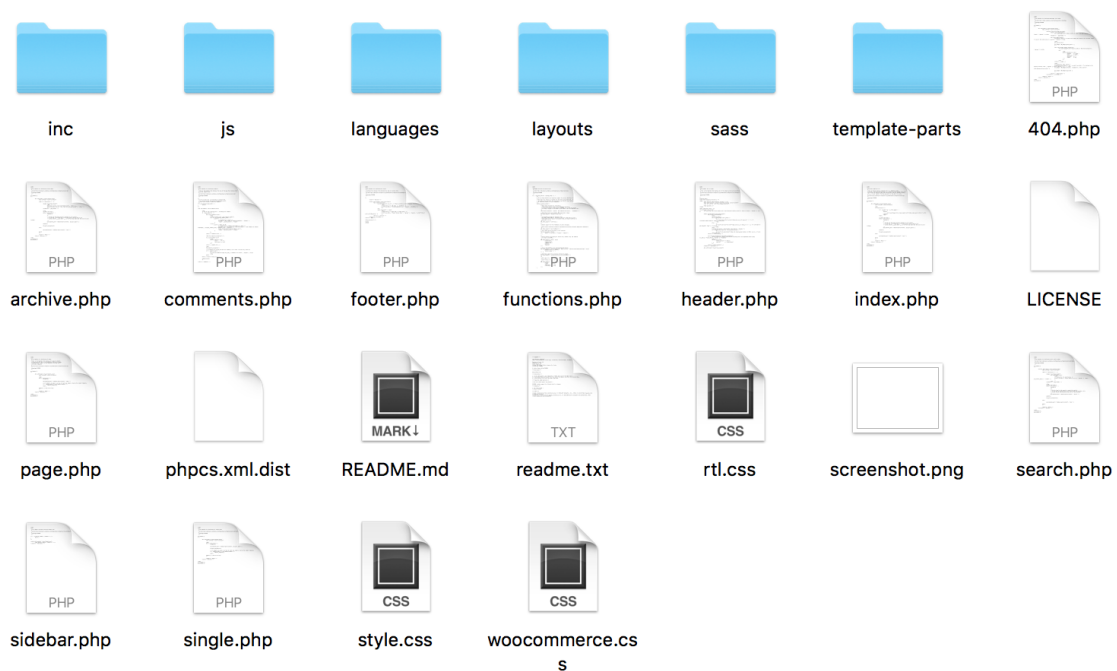 PHP
inc
js
languages
layouts
sass
template-parts
404.php
PHP
PHP
PHP
PHP
PHP
PHP
archive.php
comments.php
footer.php
functions.php
header.php
index.php
LICENSE
PHP
MARK↓
TXT
CSS
PHP
page.php
phpcs.xml.dist
README.md
readme.txt
rtl.css
screenshot.png
search.php
PHP
PHP
CSS
CSS
sidebar.php
single.php
style.css
woocommerce.cs
s